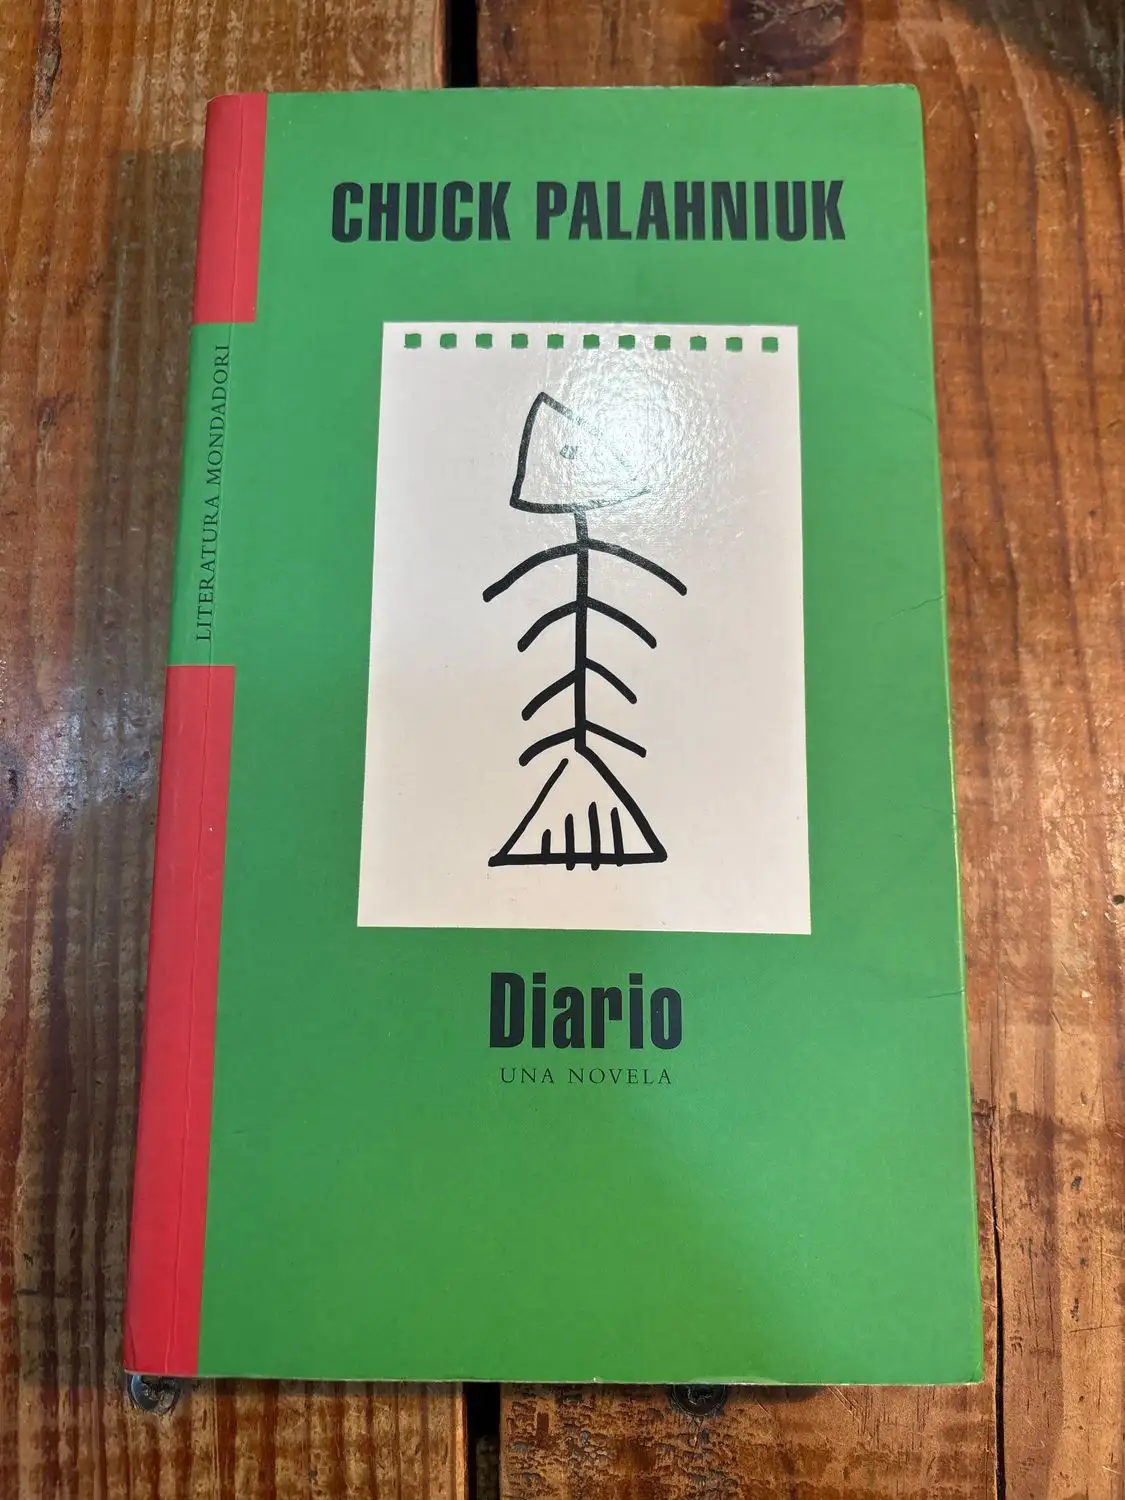 CHUCK PALAHNIUK
LITERATURA MONDADORI
Diario
UNA NOVELA